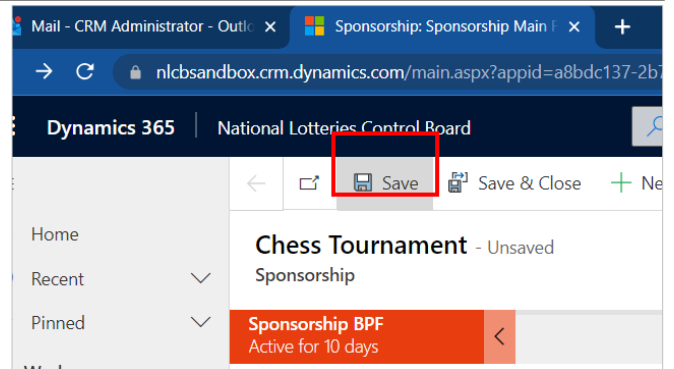 Mail - CRM Administrator - Outlo
Sponsorship: Sponsorship Main F
nlcbsandbox.crm.dynamics.com/main.aspx?appid=a8bdc137-2b7
Dynamics 365 National Lotteries Control Board
Save Save & Close Ne
Home
Chess Tournament - Unsaved
Recent
Sponsorship
Pinned
Sponsorship BPF
Active for 10 days